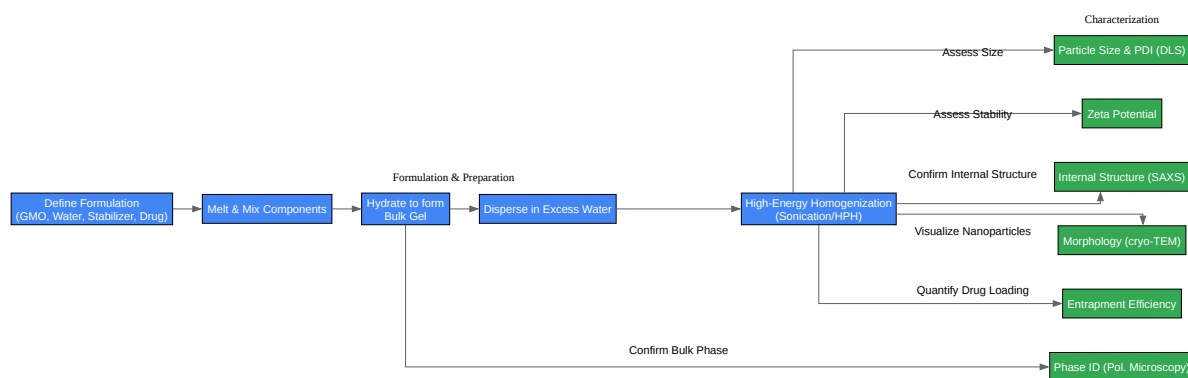 Characterization
Assess Size
Particle Size & PDI (DLS)
Assess Stability
Zeta Potential
Formulation & Preparation
Confirm Internal Structure
Internal Structure (SAXS)
Define Formulation
(GMO, Water, Stabilizer, Drug)
Melt & Mix Components
Hydrate to form
Bulk Gel
Disperse in Excess Water
High-Energy Homogenization
(Sonication/HPH)
Visualize Nanoparticles
Morphology (cryo-TEM)
Quantify Drug Loading
Entrapment Efficiency
Confirm Bulk Phase
Phase ID (Pol. Microscopy)